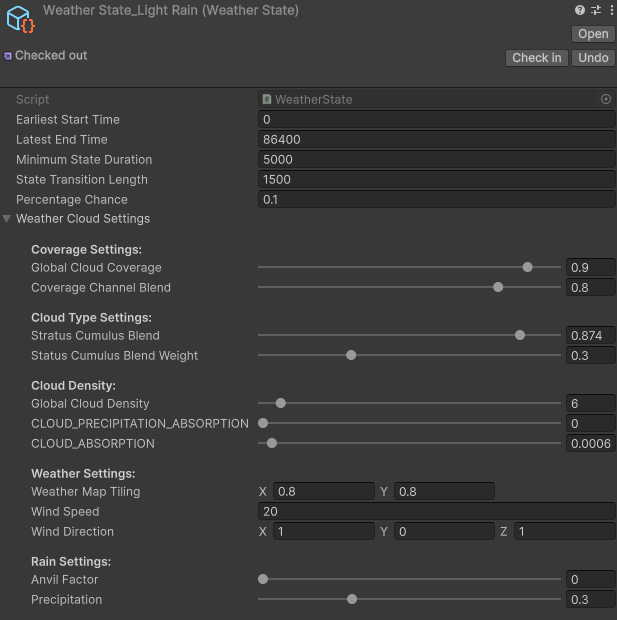 Weather State_Light Rain (Weather State)
Open
Checked out
Check in Undo
Script WeatherState
Earliest Start Time 0
Latest End Time 86400
Minimum State Duration 5000
State Transition Length 1500
Percentage Chance 0.1
Weather Cloud Settings
Coverage Settings:
Global Cloud Coverage 0.9
Coverage Channel Blend 0.8
Cloud Type Settings:
Stratus Cumulus Blend 0.874
Status Cumulus Blend Weight 0.3
Cloud Density:
Global Cloud Density 6
CLOUD_PRECIPITATION_ABSORPTION 0
CLOUD_ABSORPTION 0.0006
Weather Settings:
Weather Map Tiling X 0.8 Y 0.8
Wind Speed 20
Wind Direction X 1 Y 0 Z 1
Rain Settings:
Anvil Factor 0
Precipitation 0.3